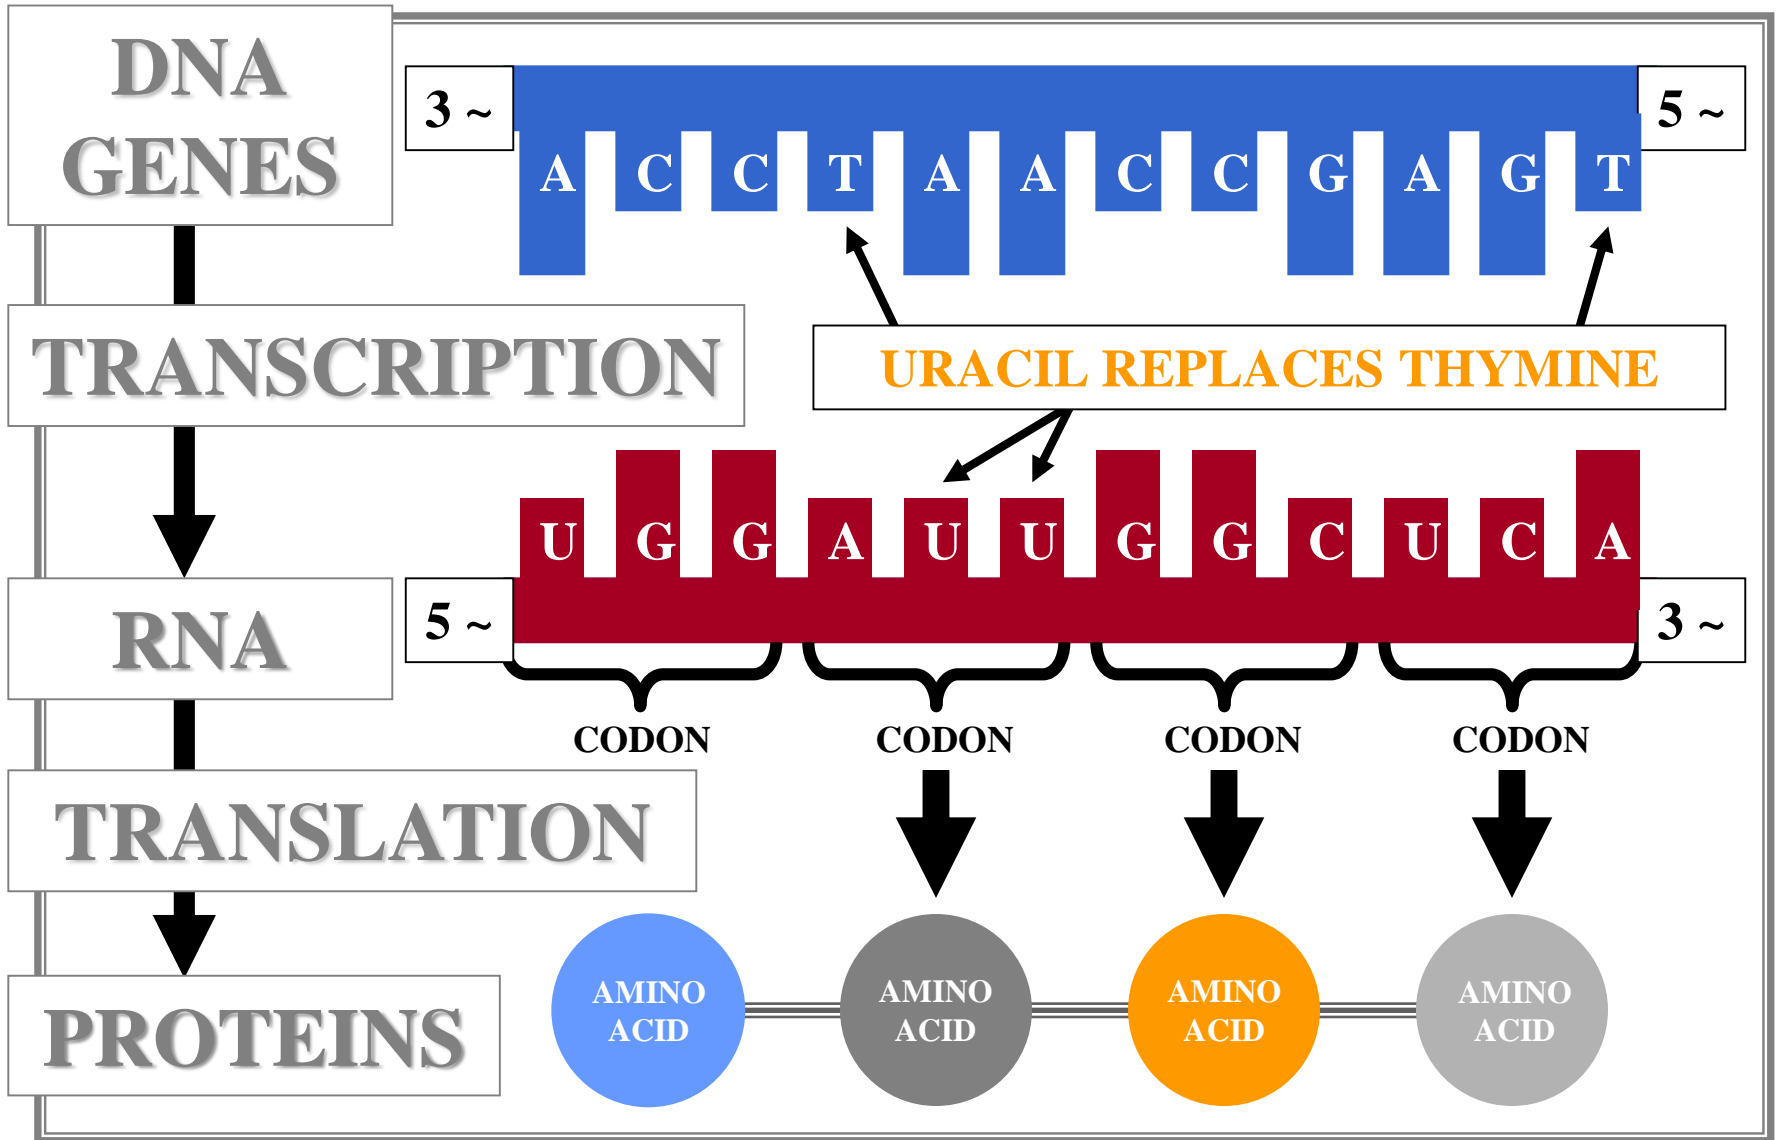 DNA
GENES
3 ~
5 ~
A C C T A A C C G A G T
TRANSCRIPTION
URACIL REPLACES THYMINE
U G G A U U G G C U C A
RNA
5 ~
3 ~
CODON CODON CODON CODON
TRANSLATION
PROTEINS
AMINO
ACID
AMINO
ACID
AMINO
ACID
AMINO
ACID